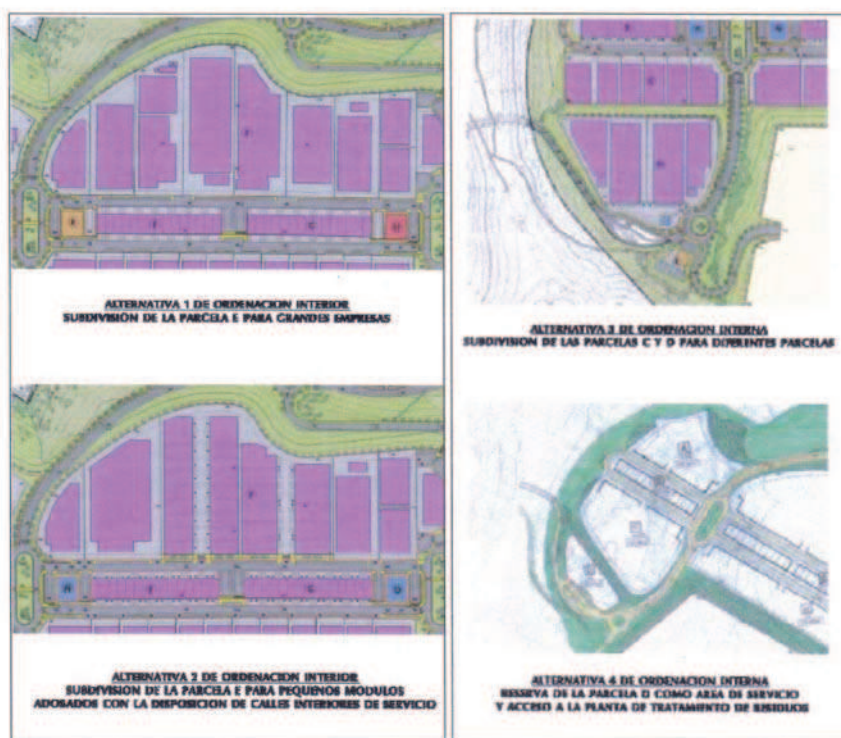 ALTERNATIVA 1 DE ORDENACION INTERIOR
SUBDIVISIÓN DE LA PARCELA E PARA GRANDES EMPRESAS
ALTERNATIVA 2 DE ORDENACION INTERIOR
SUBDIVISIÓN DE LA PARCELA E PARA PEQUEÑOS MÓDULOS
ADOSADOS CON LA DISPOSICION DE CALLES INTERIORES DE SERVICIO
ALTERNATIVA 3 DE ORDENACION INTERNA
SUBDIVISION DE LAS PARCELAS C Y D PARA DIFERENTES PARCELAS
ALTERNATIVA 4 DE ORDENACION INTERNA
RESERVA DE LA PARCELA D COMO AREA DE SERVICIO
Y ACCESO A LA PLANTA DE TRATAMIENTO DE RESIDUOS